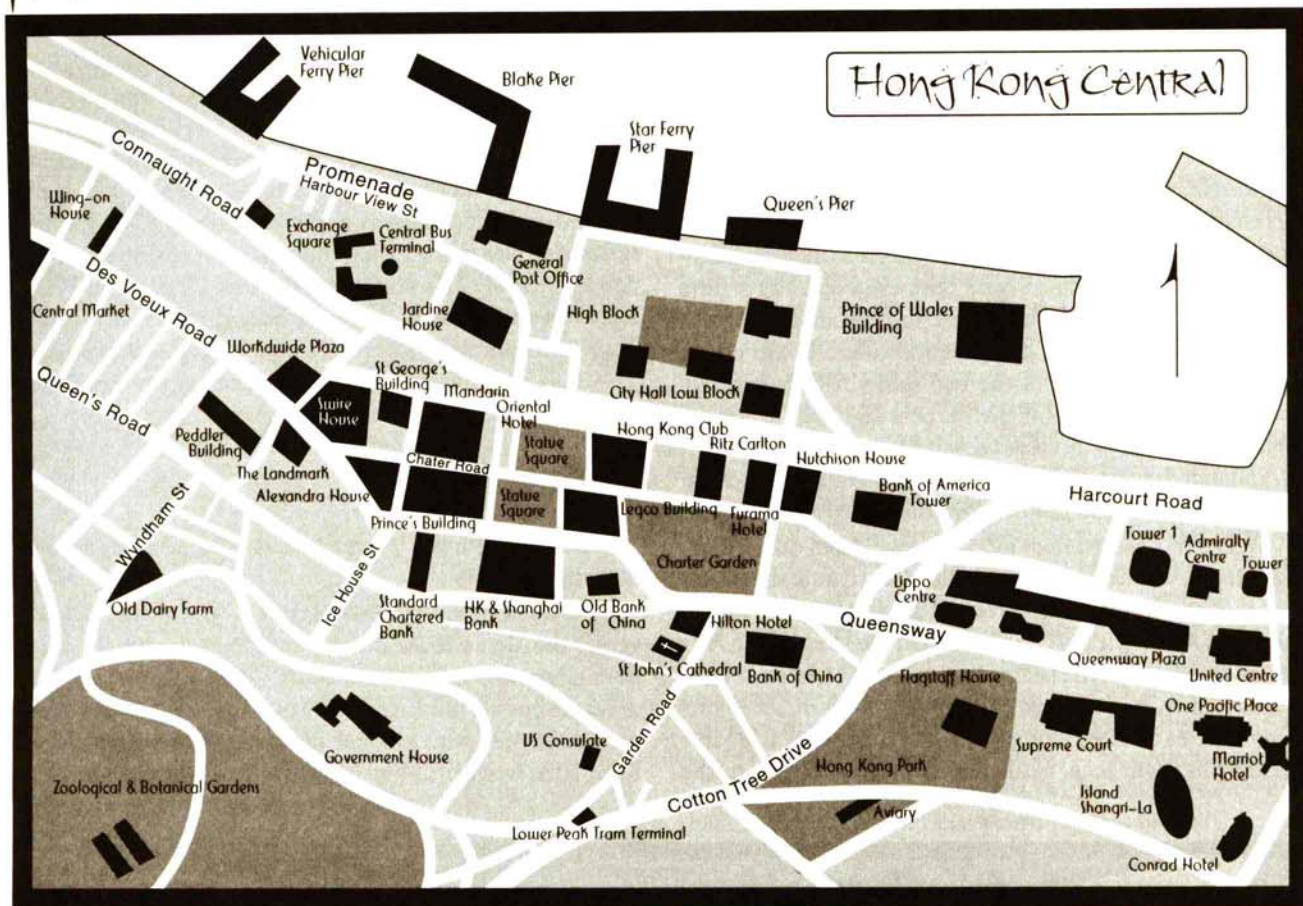 Hong Kong Central
Vehicular
Ferry Pier
Blake Pier
Star Ferry
Pier
Queen's Pier
Connaught Road
Promenade
Harbour View St
Wing-on
House
Exchange
Square
Central Bus
Terminal
General
Post Office
Des Voeux Road
Central Market
Jardine
House
High Block
Prince of Wales
Building
Workdwide Plaza
Queen's Road
St George's
Building
Mandarin
Oriental
Hotel
City Hall Low Block
Swire
House
Peddler
Building
The Landmark
Chater Road
Statue
Square
Hong Kong Club
Ritz Carlton
Hutchison House
Alexandra House
Statue
Square
Legco Building
Furama
Hotel
Bank of America
Tower
Harcourt Road
Prince's Building
Wyndham St
Charter Garden
Tower 1
Admiralty
Centre
Tower
Old Dairy Farm
Ice House St
Standard
Chartered
Bank
HK & Shanghai
Bank
Old Bank
of China
Hilton Hotel
Lippo
Centre
Queensway
St John's Cathedral
Bank of China
Queensway Plaza
United Centre
Flagstaff House
Government House
US Consulate
Garden Road
Supreme Court
One Pacific Place
Marriot
Hotel
Zoological & Botanical Gardens
Cotton Tree Drive
Hong Kong Park
Island
Shangri-La
Aviary
Lower Peak Tram Terminal
Conrad Hotel